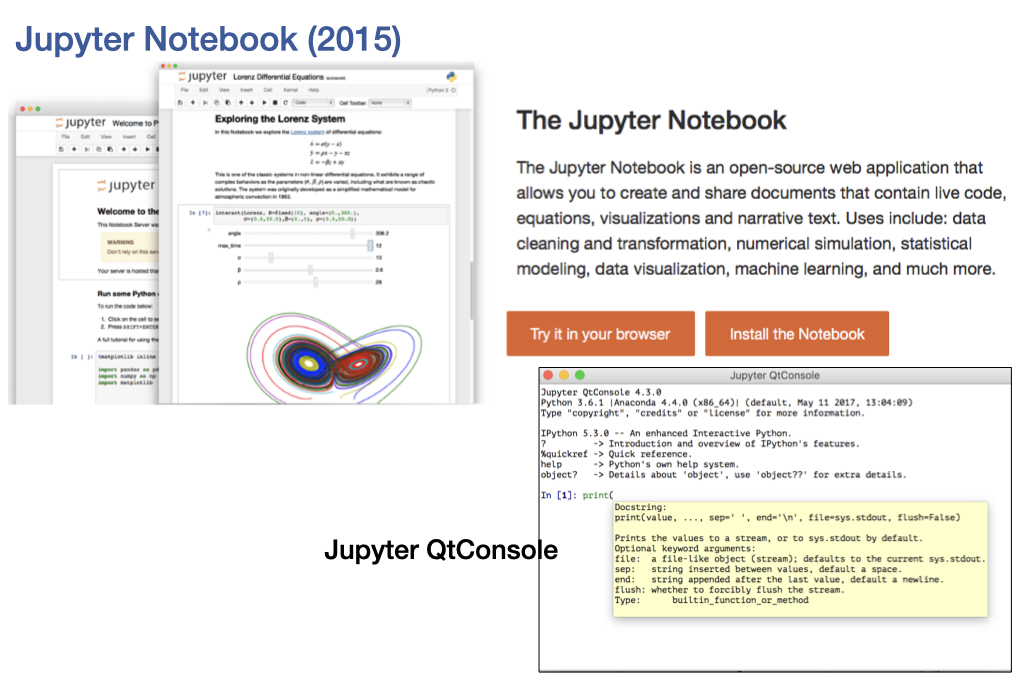 Jupyter Notebook (2015)
jupyter Welcome to P
File Edit View Insert Cell
jupyter
Welcome to the
This Notebook Server was
WARNING
Don't rely on this serv
Your server is hosted tha
Run some Python
To run the code below:
1. Click on the cell to se
2. Press SHIFT+ENTER
A full tutorial for using the
In [ ]: %matplotlib inline
import pandas as pd
import numpy as np
import matplotlib
jupyter Lorenz Differential Equations (autosaved)
File Edit View Insert Cell Kernel Help
Python 3
Code
Cell Toolbar: None
Exploring the Lorenz System
In this Notebook we explore the Lorenz system of differential equations:
ẋ = σ(y − x)
ẏ = ρx − y − xz
ż = −βz + xy
This is one of the classic systems in non-linear differential equations. It exhibits a range of
complex behaviors as the parameters (σ, β, ρ) are varied, including what are known as chaotic
solutions. The system was originally developed as a simplified mathematical model for
atmospheric convection in 1963.
In [7]: interact(Lorenz, N=fixed(10), angle=(0.,360.),
σ=(0.0,50.0),β=(0.,5), ρ=(0.0,50.0));
angle 308.2
max_time 12
σ 10
β 2.6
ρ 28
The Jupyter Notebook
The Jupyter Notebook is an open-source web application that
allows you to create and share documents that contain live code,
equations, visualizations and narrative text. Uses include: data
cleaning and transformation, numerical simulation, statistical
modeling, data visualization, machine learning, and much more.
Try it in your browser
Install the Notebook
Jupyter QtConsole
Jupyter QtConsole
Jupyter QtConsole 4.3.0
Python 3.6.1 |Anaconda 4.4.0 (x86_64)| (default, May 11 2017, 13:04:09)
Type "copyright", "credits" or "license" for more information.
IPython 5.3.0 -- An enhanced Interactive Python.
? -> Introduction and overview of IPython's features.
%quickref -> Quick reference.
help -> Python's own help system.
object? -> Details about 'object', use 'object??' for extra details.
In [1]: print(
Docstring:
print(value, ..., sep=' ', end='\n', file=sys.stdout, flush=False)
Prints the values to a stream, or to sys.stdout by default.
Optional keyword arguments:
file: a file-like object (stream); defaults to the current sys.stdout.
sep: string inserted between values, default a space.
end: string appended after the last value, default a newline.
flush: whether to forcibly flush the stream.
Type: builtin_function_or_method